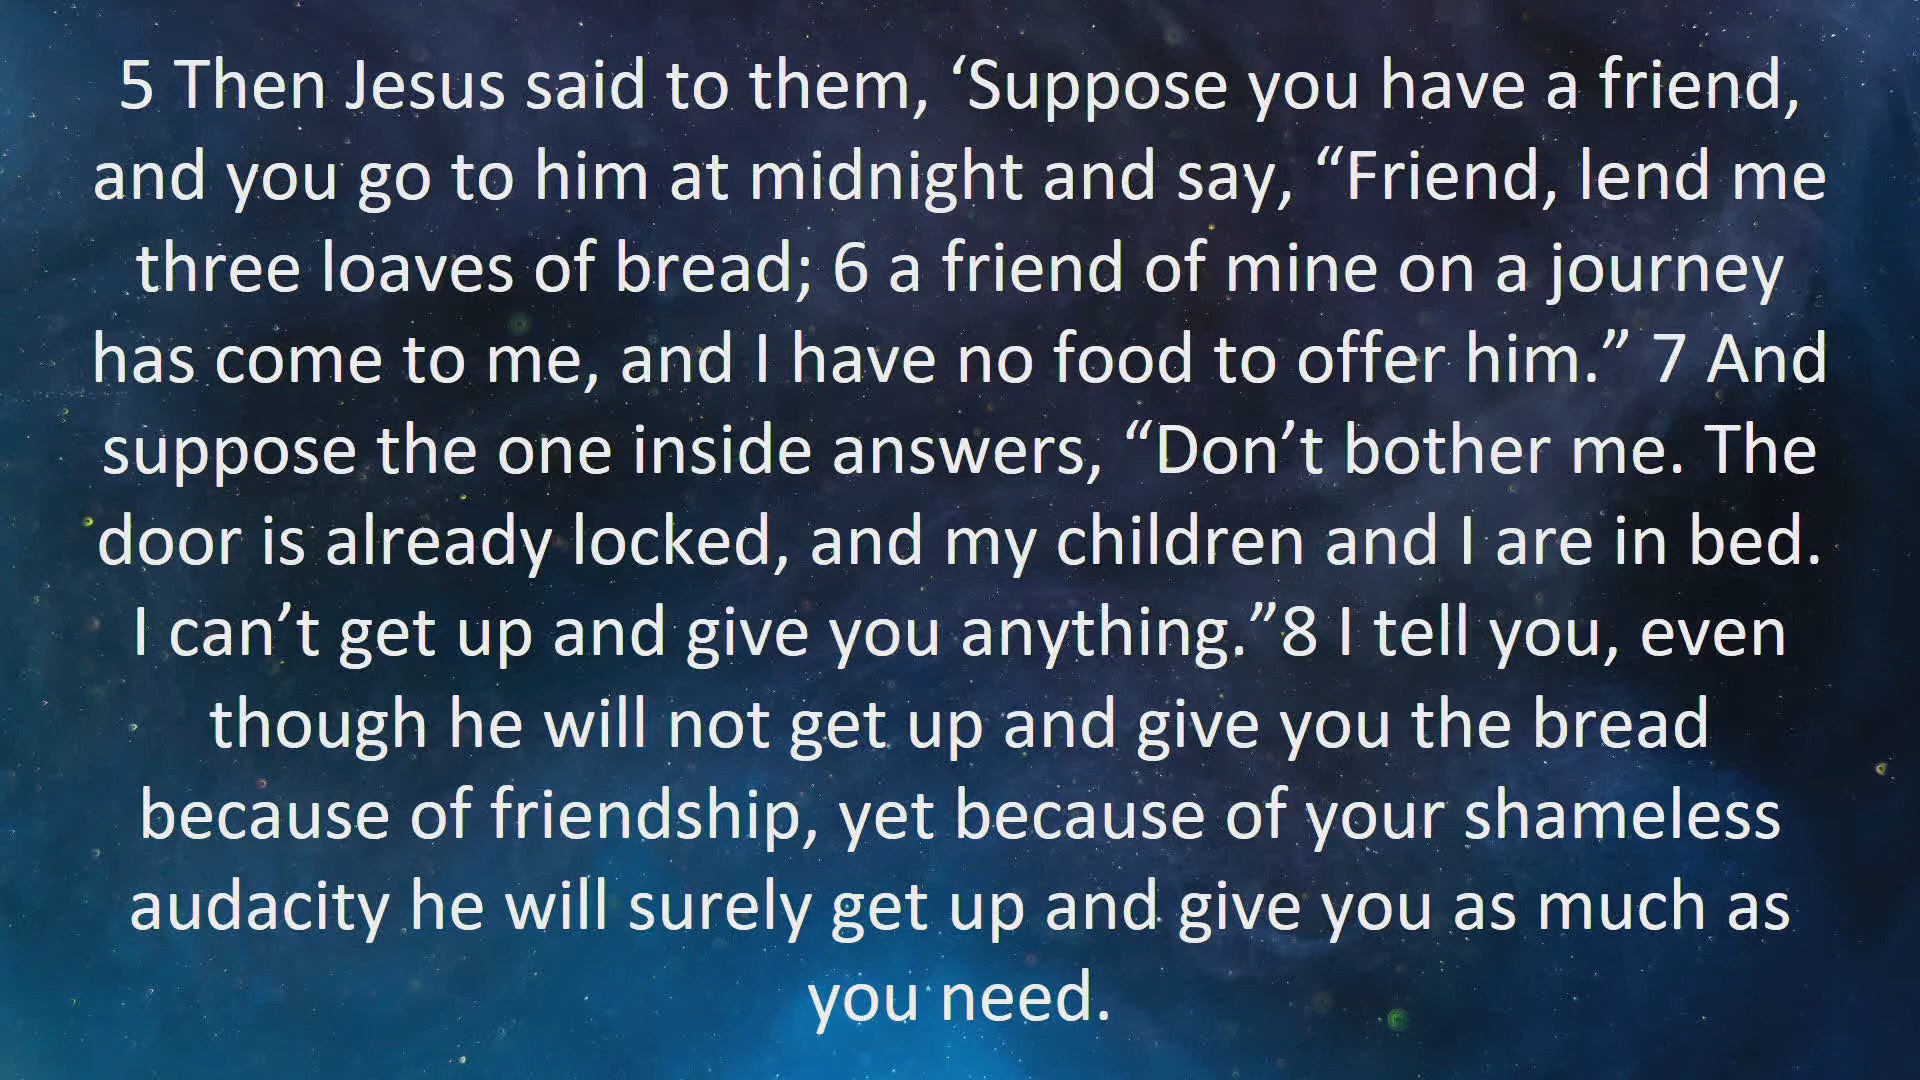 5 Then Jesus said to them, ‘Suppose you have a friend,
and you go to him at midnight and say, “Friend, lend me
three loaves of bread; 6 a friend of mine on a journey
has come to me, and I have no food to offer him.” 7 And
suppose the one inside answers, “Don’t bother me. The
door is already locked, and my children and I are in bed.
I can’t get up and give you anything.”8 I tell you, even
though he will not get up and give you the bread
because of friendship, yet because of your shameless
audacity he will surely get up and give you as much as
you need.